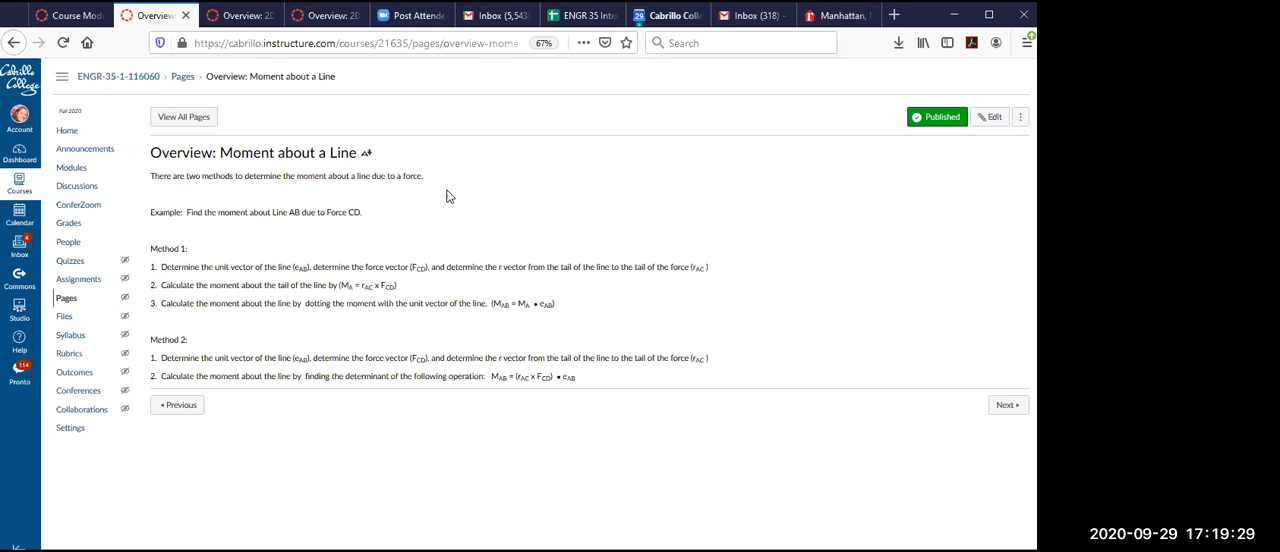 Course Mod
Overview:
Overview: 2D
Overview: 2D
Post Attende
Inbox (5,543)
ENGR 35 Inte
29 Cabrillo Colle
Inbox (318) -
Manhattan,
https://cabrillo.instructure.com/courses/21635/pages/overview-mome
67%
Search
Cabrillo College
ENGR-35-1-116060 › Pages › Overview: Moment about a Line
Account
Dashboard
Courses
Calendar
4
Inbox
Commons
Studio
Help
114
Pronto
Fall 2020
Home
Announcements
Modules
Discussions
ConferZoom
Grades
People
Quizzes
Assignments
Pages
Files
Syllabus
Rubrics
Outcomes
Conferences
Collaborations
Settings
View All Pages
Published
Edit
Overview: Moment about a Line
There are two methods to determine the moment about a line due to a force.
Example: Find the moment about Line AB due to Force CD.
Method 1:
1. Determine the unit vector of the line (eAB), determine the force vector (FCD), and determine the r vector from the tail of the line to the tail of the force (rAC )
2. Calculate the moment about the tail of the line by (MA = rAC x FCD)
3. Calculate the moment about the line by dotting the moment with the unit vector of the line. (MAB = MA • eAB)
Method 2:
1. Determine the unit vector of the line (eAB), determine the force vector (FCD), and determine the r vector from the tail of the line to the tail of the force (rAC )
2. Calculate the moment about the line by finding the determinant of the following operation: MAB = (rAC x FCD) • eAB
◂ Previous
Next ▸
2020-09-29 17:19:29